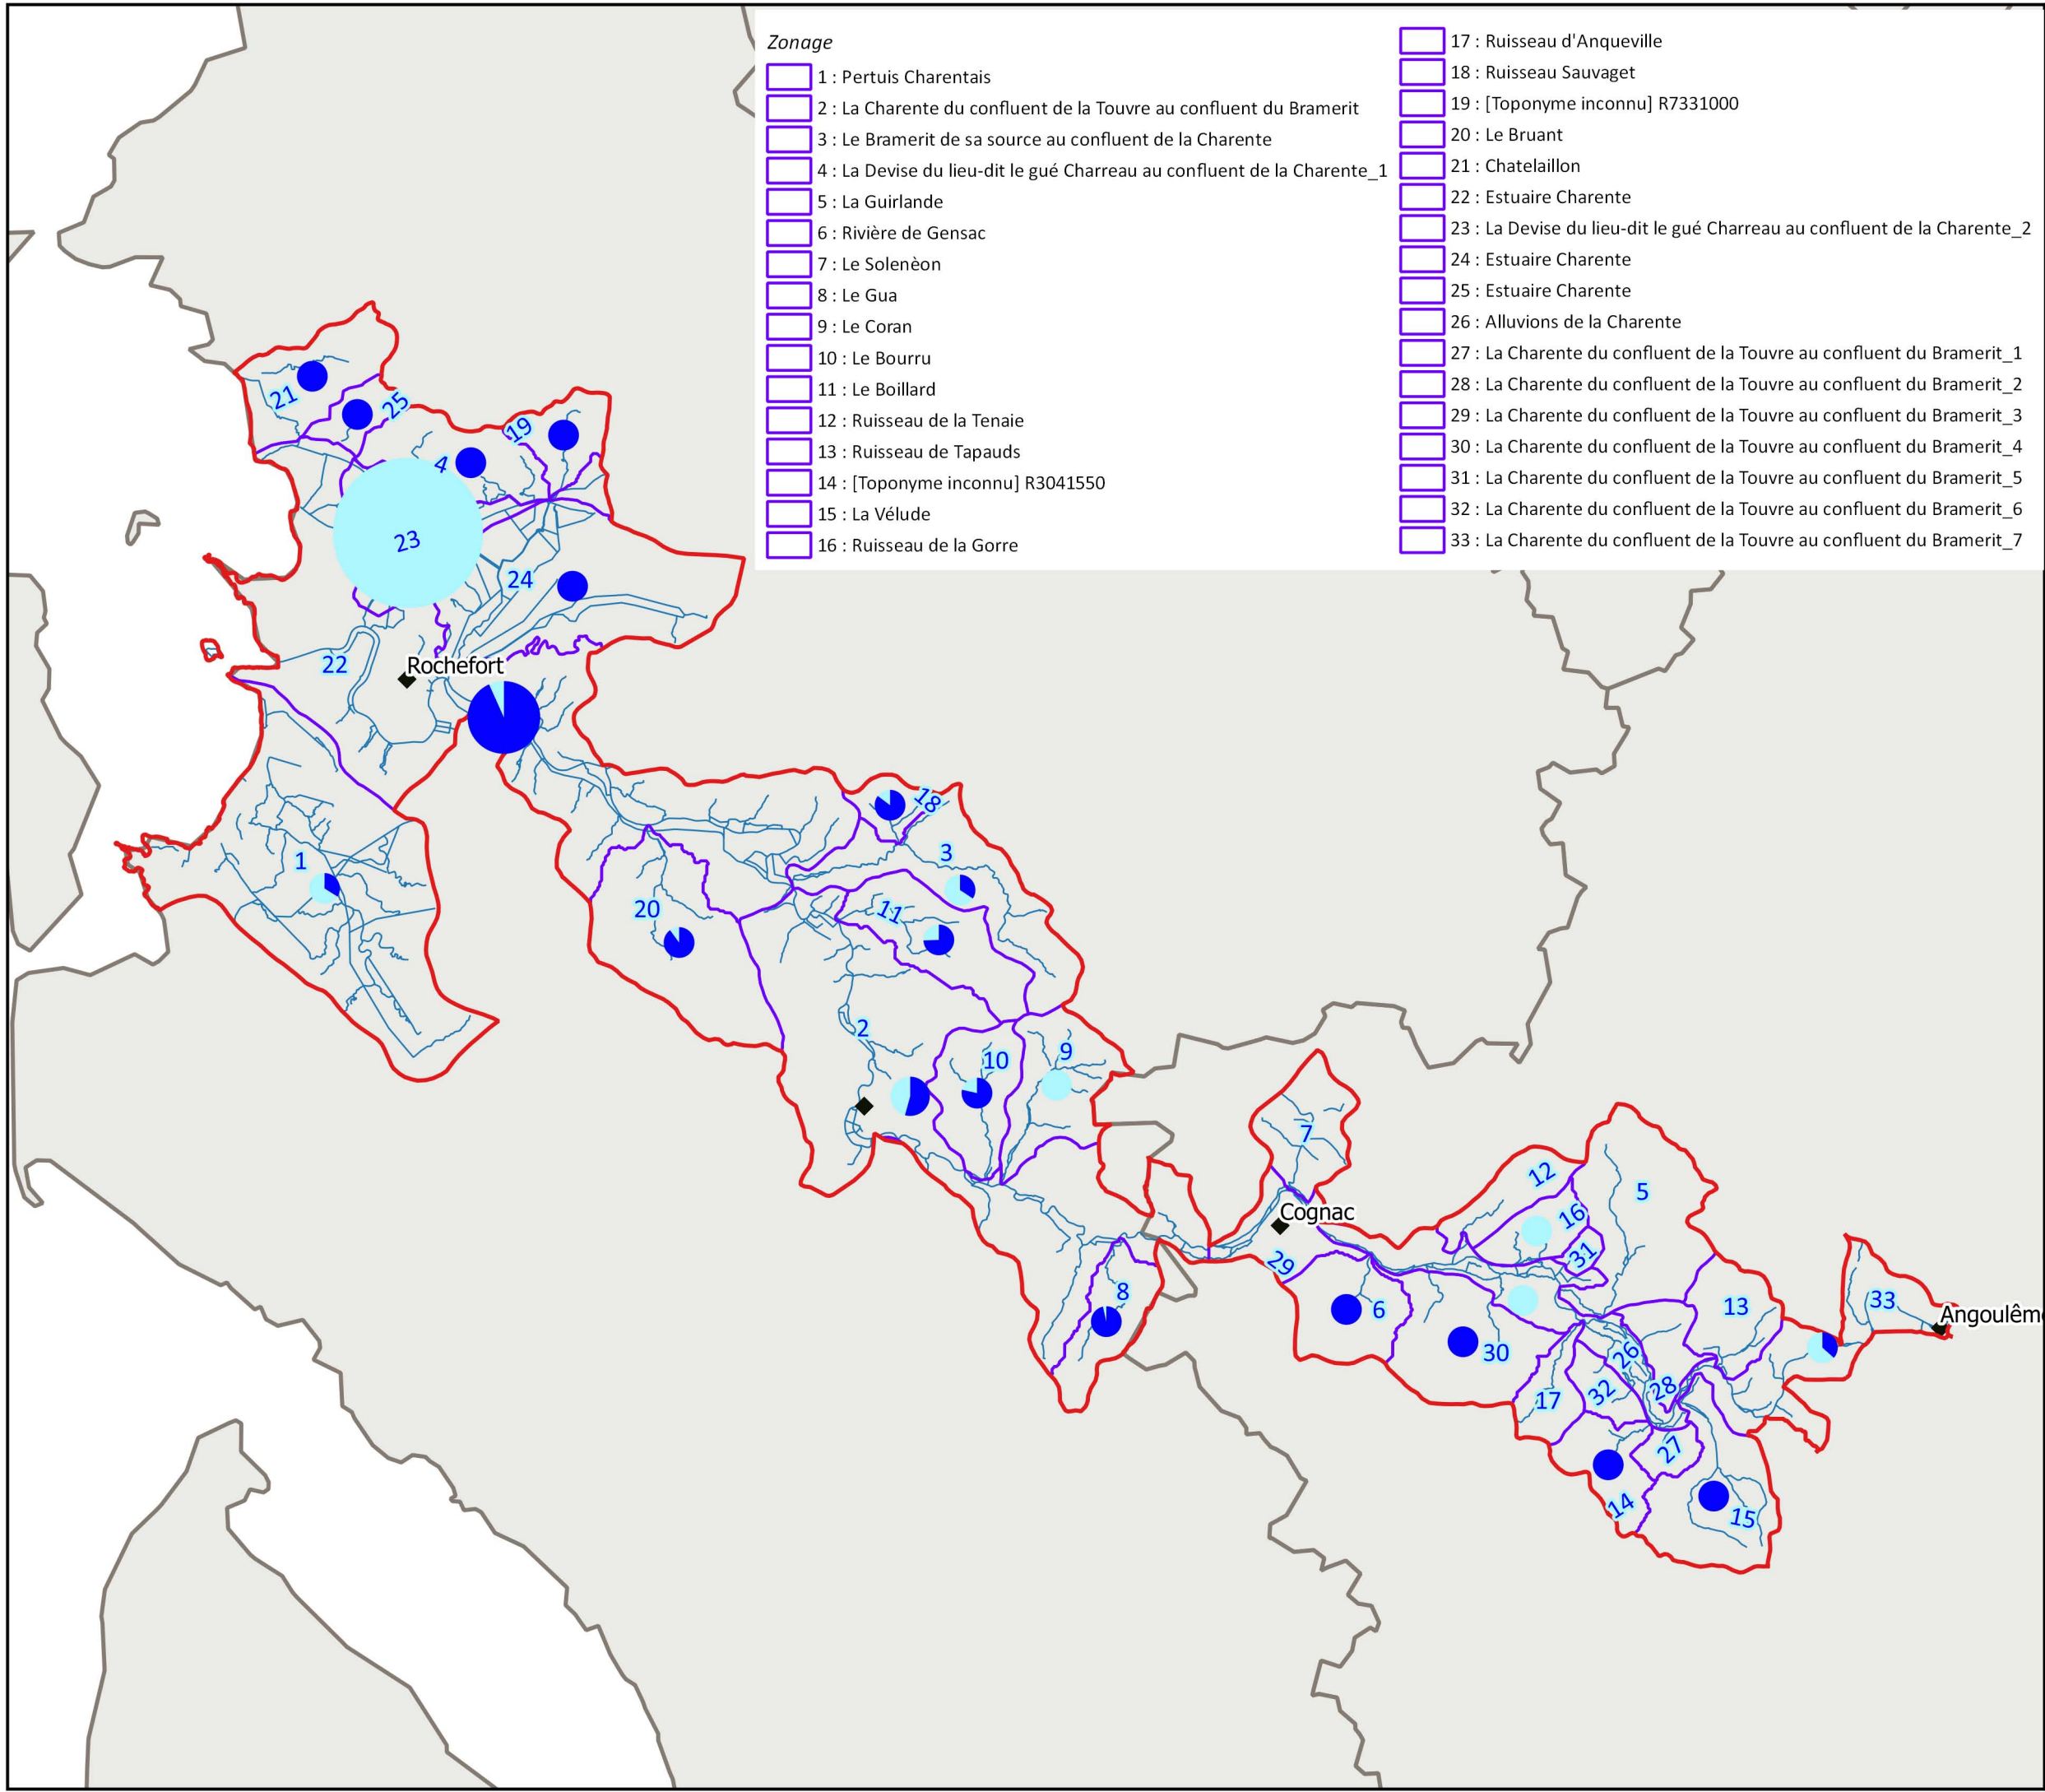 Zonage
1 : Pertuis Charentais
2 : La Charente du confluent de la Touvre au confluent du Bramerit
3 : Le Bramerit de sa source au confluent de la Charente
4 : La Devise du lieu-dit le gué Charreau au confluent de la Charente_1
5 : La Guirlande
6 : Rivière de Gensac
7 : Le Solenèon
8 : Le Gua
9 : Le Coran
10 : Le Bourru
11 : Le Boillard
12 : Ruisseau de la Tenaie
13 : Ruisseau de Tapauds
14 : [Toponyme inconnu] R3041550
15 : La Vélude
16 : Ruisseau de la Gorre
17 : Ruisseau d'Anqueville
18 : Ruisseau Sauvaget
19 : [Toponyme inconnu] R7331000
20 : Le Bruant
21 : Chatelaillon
22 : Estuaire Charente
23 : La Devise du lieu-dit le gué Charreau au confluent de la Charente_2
24 : Estuaire Charente
25 : Estuaire Charente
26 : Alluvions de la Charente
27 : La Charente du confluent de la Touvre au confluent du Bramerit_1
28 : La Charente du confluent de la Touvre au confluent du Bramerit_2
29 : La Charente du confluent de la Touvre au confluent du Bramerit_3
30 : La Charente du confluent de la Touvre au confluent du Bramerit_4
31 : La Charente du confluent de la Touvre au confluent du Bramerit_5
32 : La Charente du confluent de la Touvre au confluent du Bramerit_6
33 : La Charente du confluent de la Touvre au confluent du Bramerit_7
21
25
19
4
23
24
22
Rochefort
18
3
1
20
11
2
10
9
7
12
5
16
Cognac
31
29
8
6
13
33
Angoulême
30
26
28
17
32
27
14
15